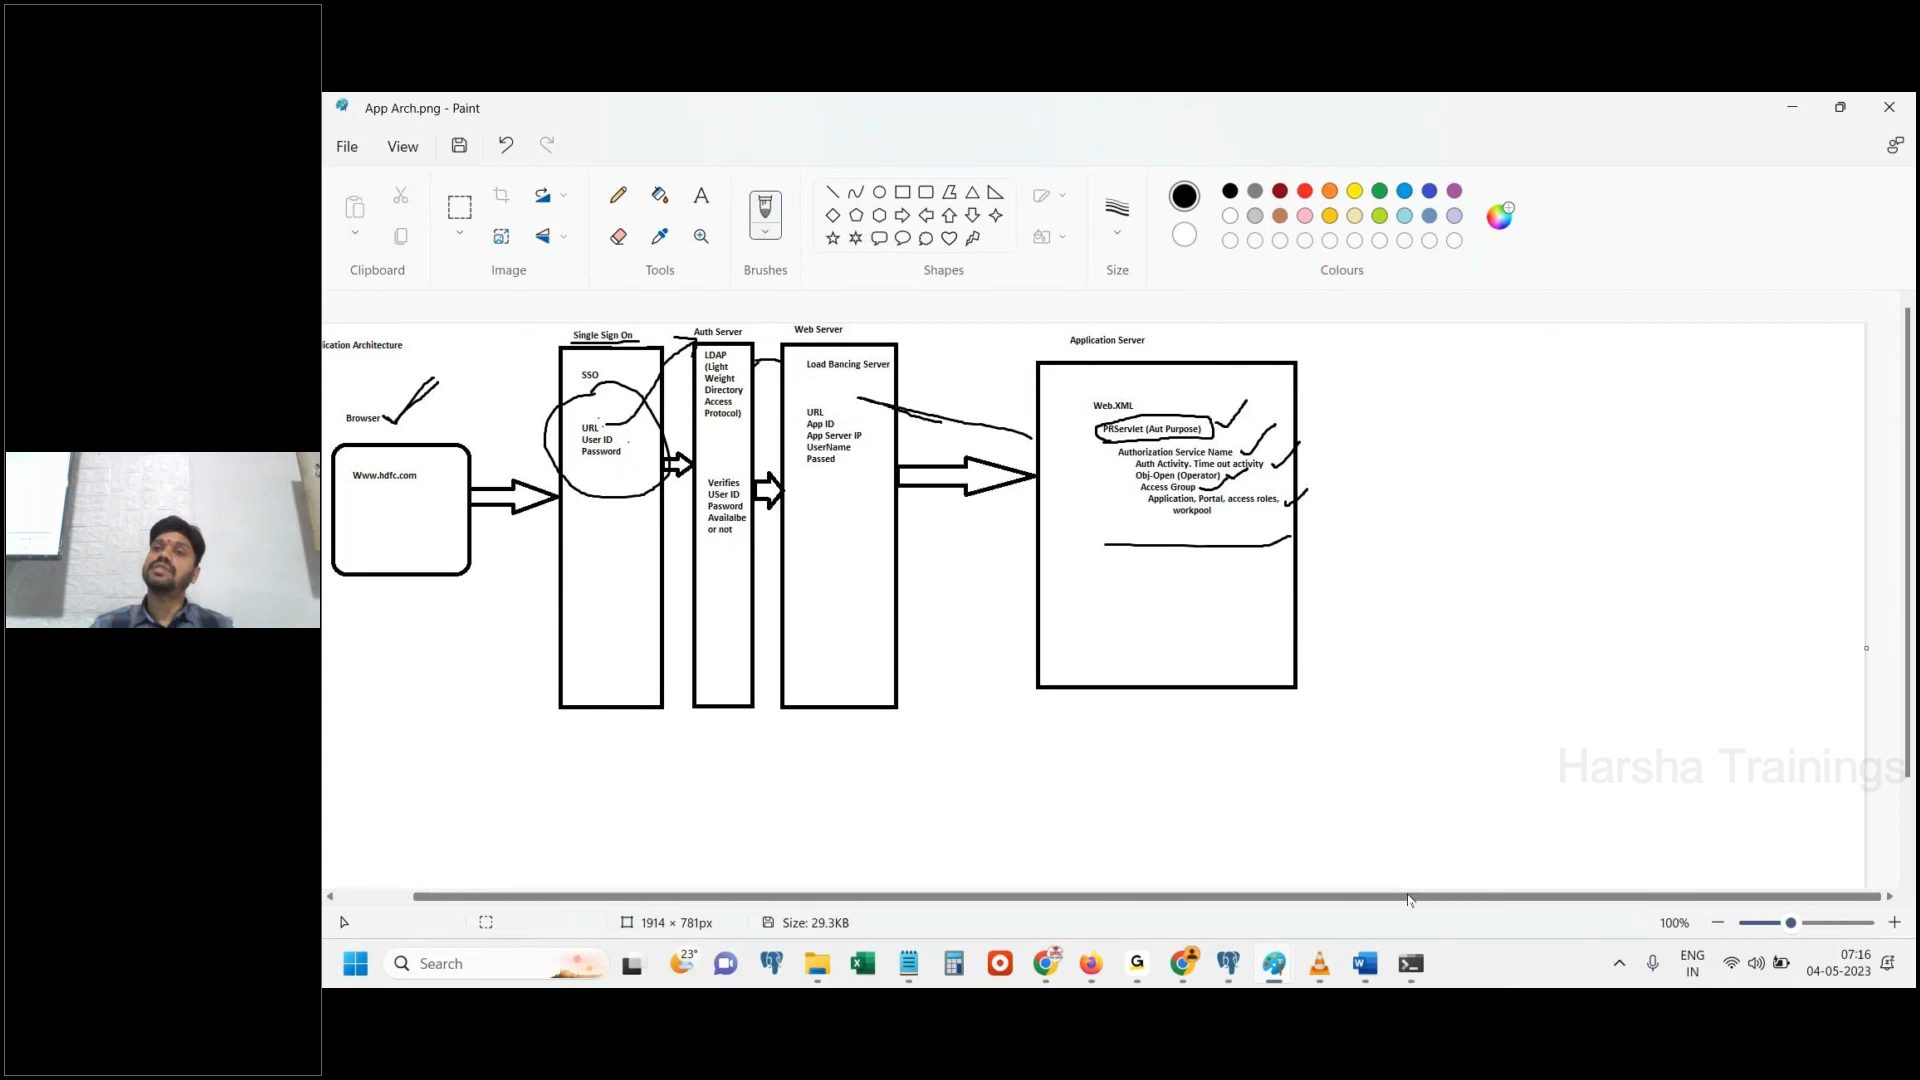 App Arch.png - Paint
File View
Clipboard
Image
Tools
Brushes
Shapes
Size
Colours
ication Architecture
Browser
Www.hdfc.com
Single Sign On
SSO
URL
User ID
Password
Auth Server
LDAP
(Light
Weight
Directory
Access
Protocol)
Verifies
USer ID
Pasword
Availalbe
or not
Web Server
Load Bancing Server
URL
App ID
App Server IP
UserName
Passed
Application Server
Web.XML
PRServlet (Aut Purpose)
Authorization Service Name
Auth Activity. Time out activity
Obj-Open (Operator)
Access Group
Application, Portal, access roles,
workpool
Harsha Trainings
1914 × 781px
Size: 29.3KB
100%
Search
23°
ENG
IN
07:16
04-05-2023